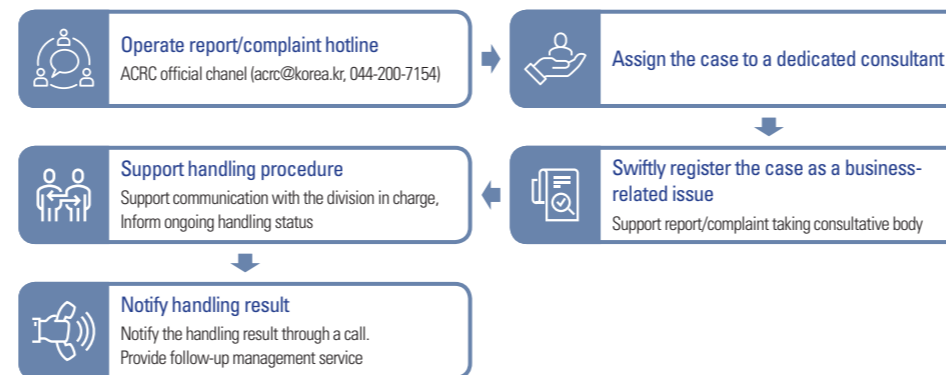 Operate report/complaint hotline
ACRC official chanel (acrc@korea.kr, 044-200-7154)
Assign the case to a dedicated consultant
Swiftly register the case as a business-
related issue
Support report/complaint taking consultative body
Support handling procedure
Support communication with the division in charge,
Inform ongoing handling status
Notify handling result
Notify the handling result through a call.
Provide follow-up management service